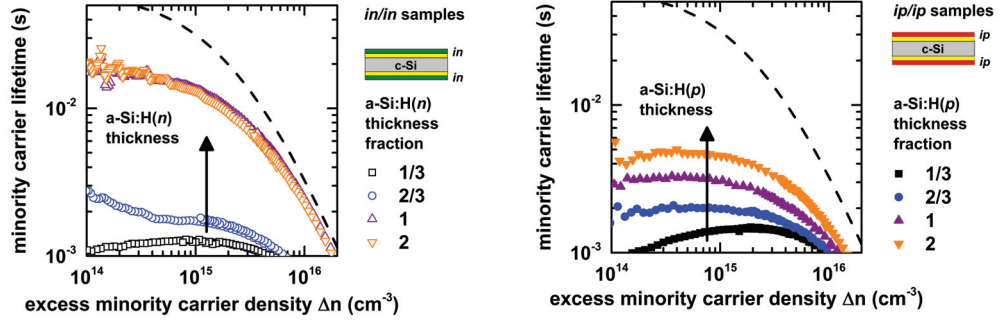 minority carrier lifetime (s)
10⁻²
10⁻³
10¹⁴
10¹⁵
10¹⁶
excess minority carrier density Δn (cm⁻³)
a-Si:H(n)
thickness
in/in samples
in
c-Si
in
a-Si:H(n)
thickness
fraction
1/3
2/3
1
2
minority carrier lifetime (s)
10⁻²
10⁻³
10¹⁴
10¹⁵
10¹⁶
excess minority carrier density Δn (cm⁻³)
a-Si:H(p)
thickness
ip/ip samples
ip
c-Si
ip
a-Si:H(p)
thickness
fraction
1/3
2/3
1
2